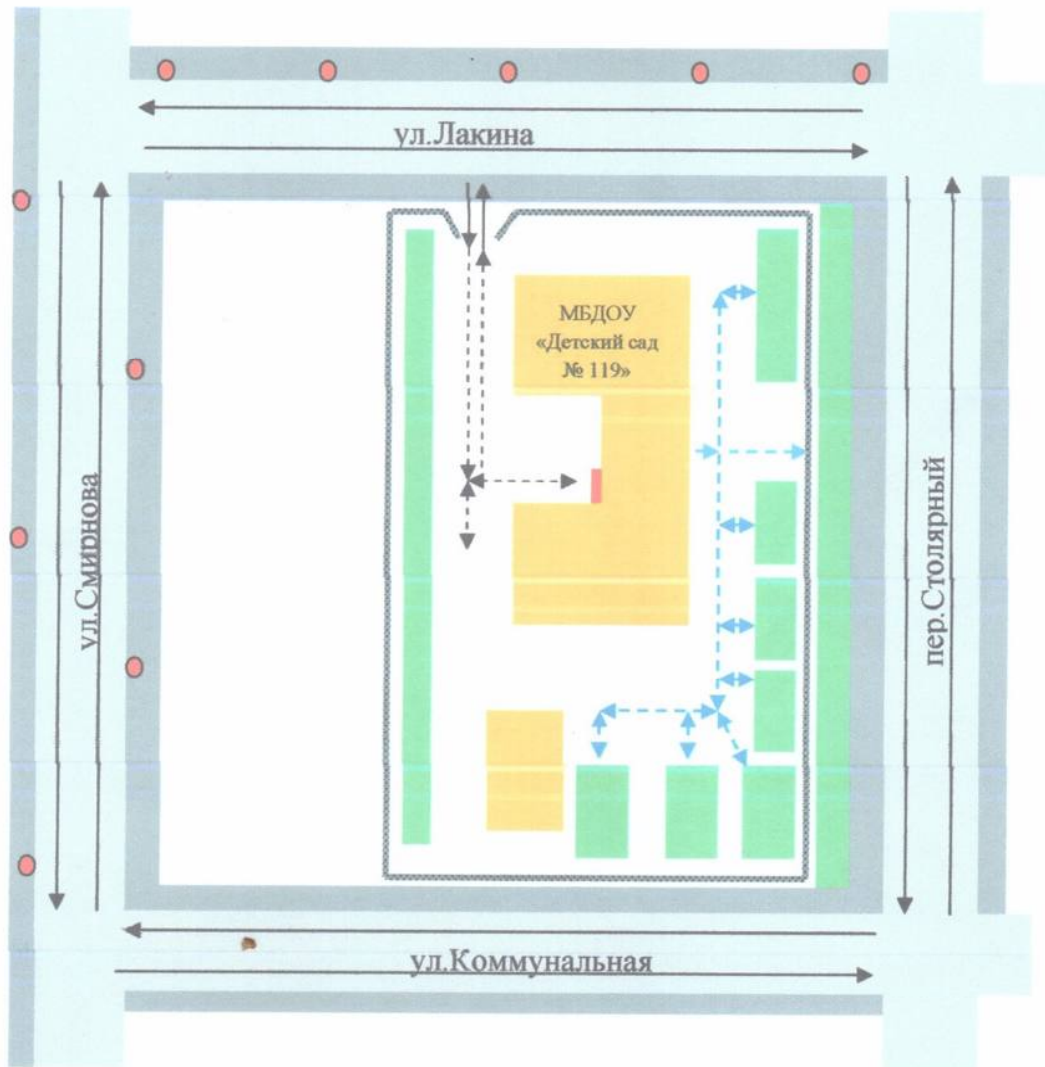 ул.Лакина
МБДОУ
«Детский сад
№ 119»
ул.Смирнова
пер.Столярный
ул.Коммунальная